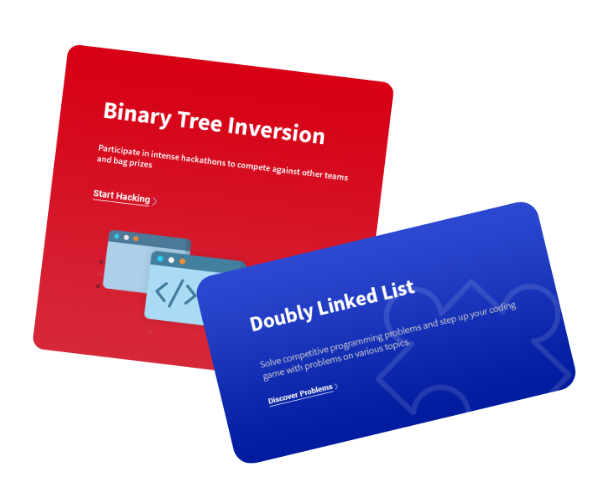 Binary Tree Inversion
Participate in intense hackathons to compete against other teams
and bag prizes
Start Hacking
</>
Doubly Linked List
Solve competitive programming problems and step up your coding
game with problems on various topics.
Discover Problems